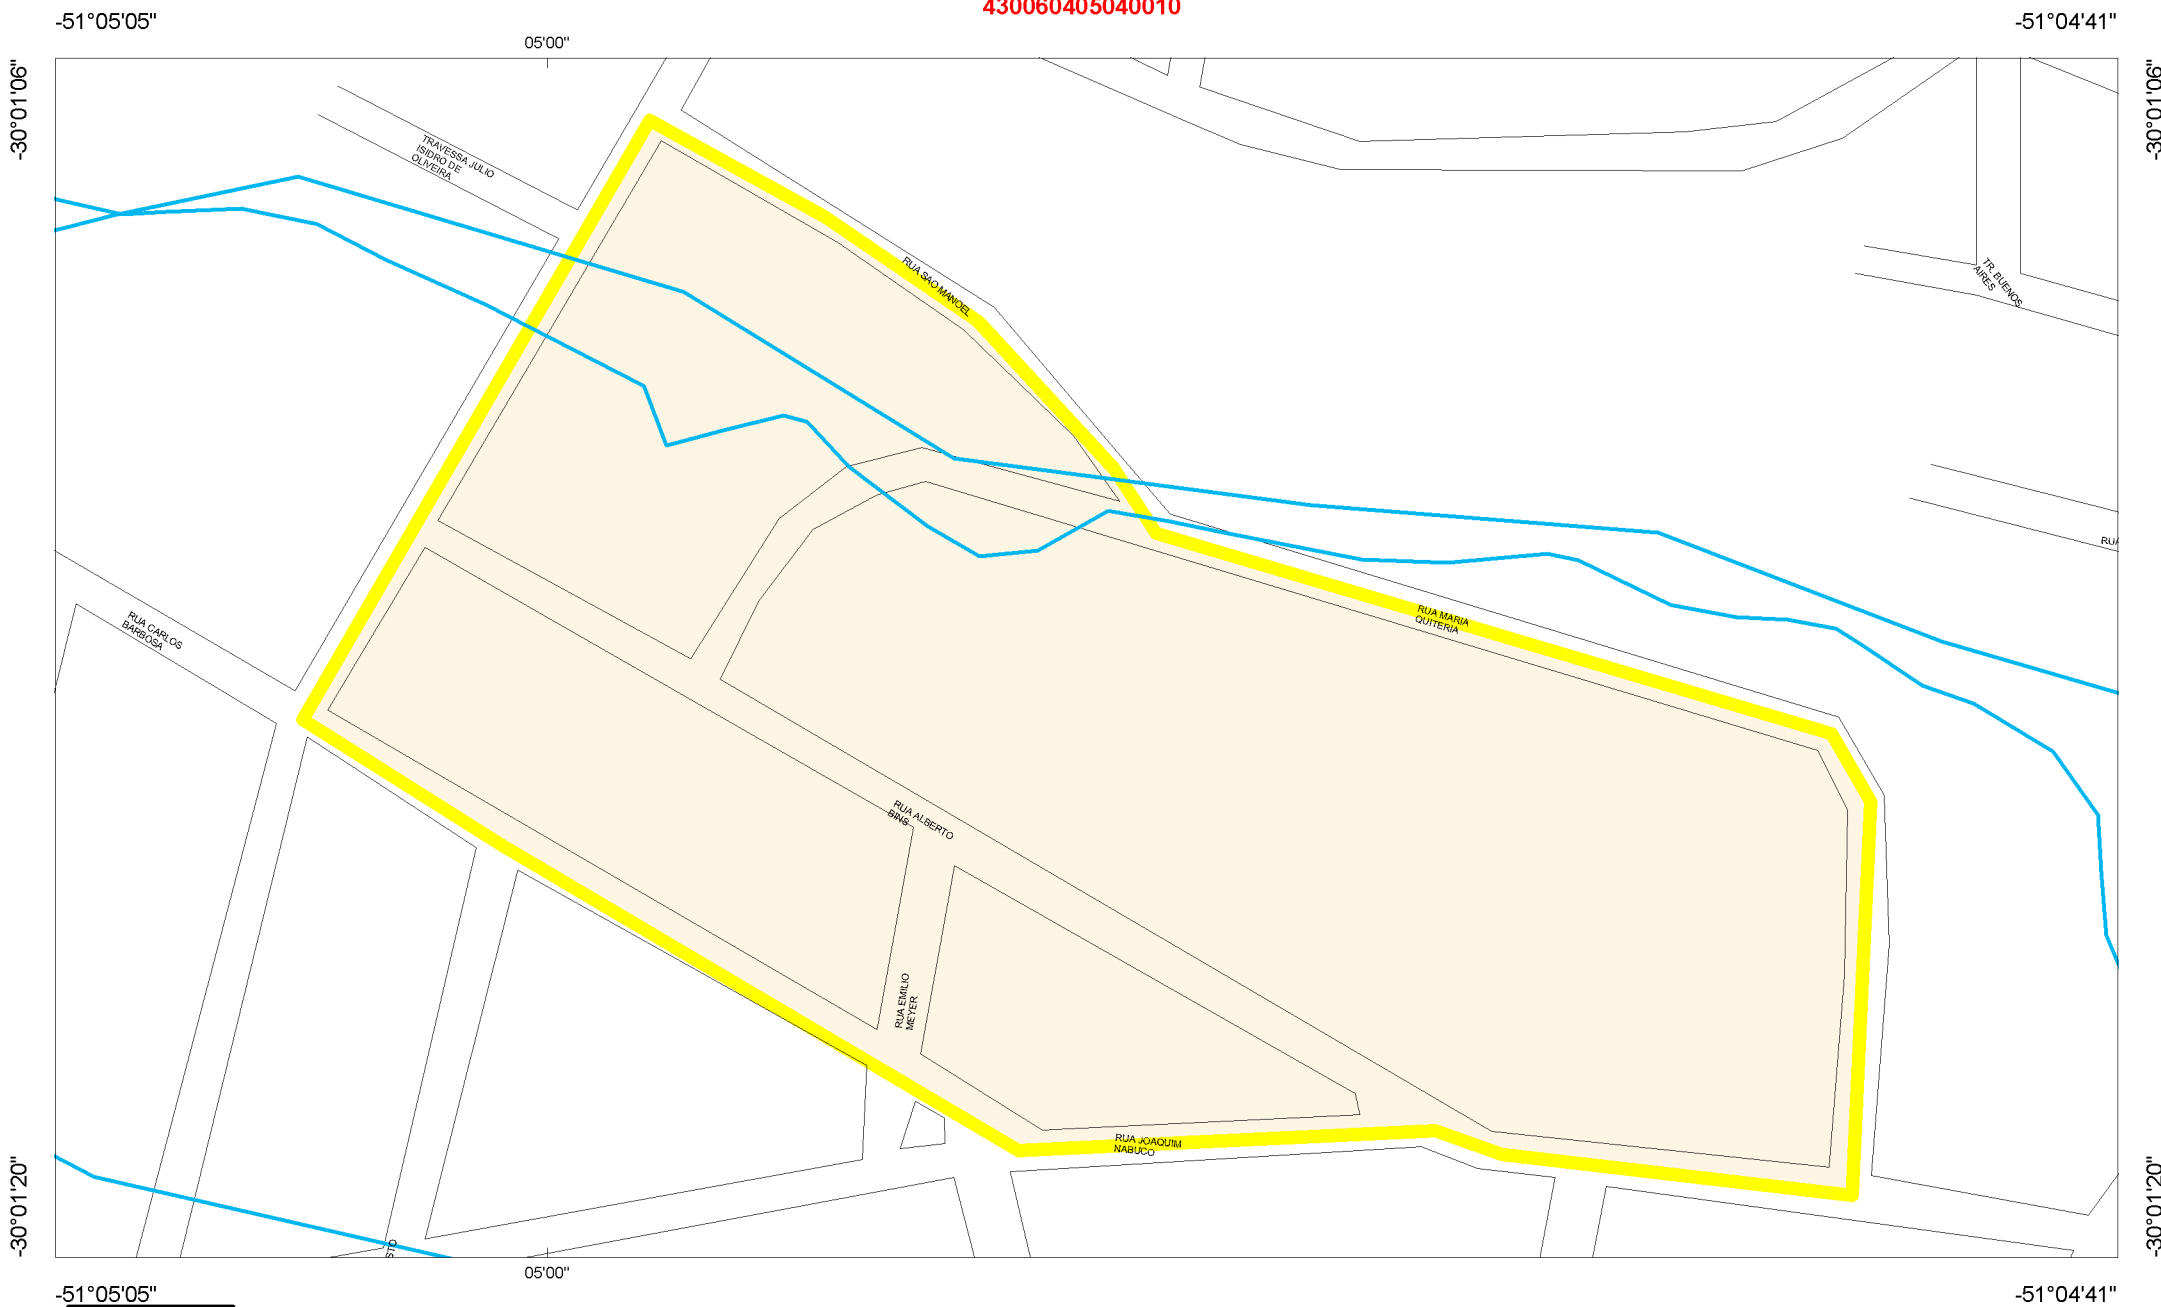 430060405040010
-51°05'05"
-51°04'41"
05'00"
-30°01'06"
-30°01'06"
TRAVESSA JULIO
ISIDRO DE
OLIVEIRA
RUA SAO MANOEL
TR. BUENOS
AIRES
RUA
RUA CARLOS
BARBOSA
RUA MARIA
QUITERIA
RUA ALBERTO
BINS
RUA EMILIO
MEYER
RUA JOAQUIM
NABUCO
STO
-30°01'20"
-30°01'20"
05'00"
-51°05'05"
-51°04'41"